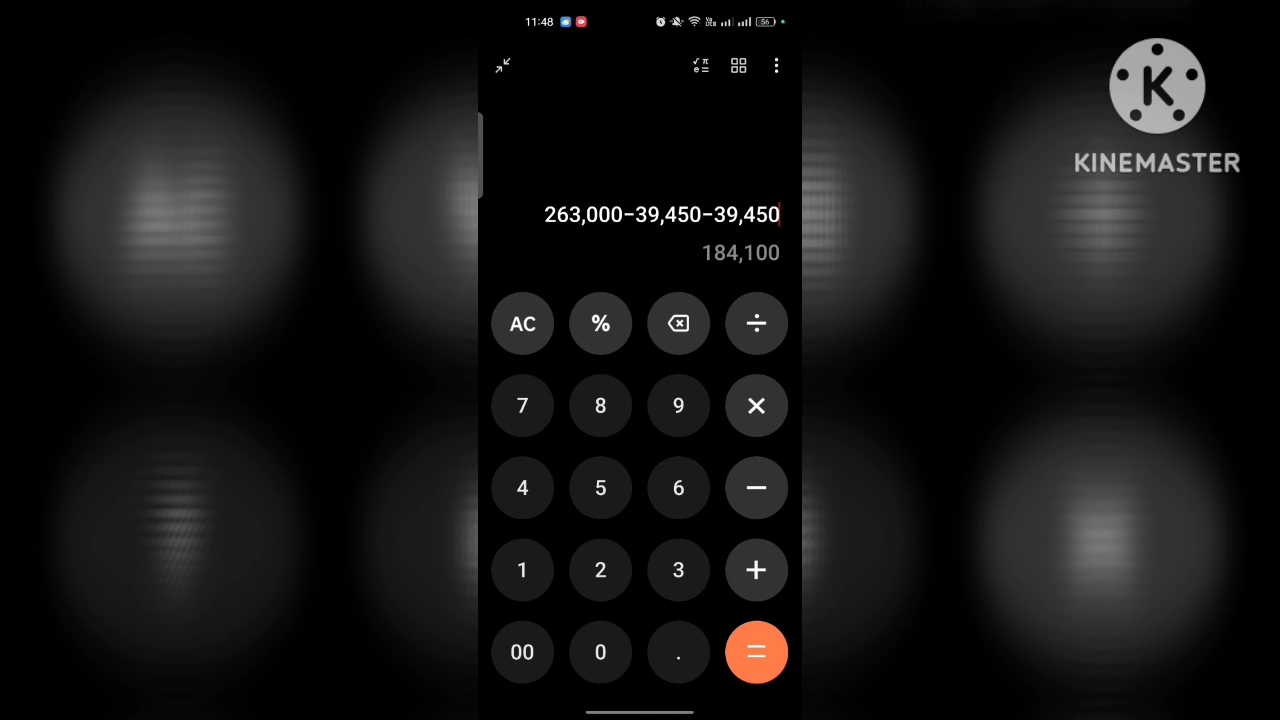 11:48
56
√ π
e =
K
KINEMASTER
263,000−39,450−39,450
184,100
AC % ÷
7 8 9 ×
4 5 6 −
1 2 3 +
00 0 . =